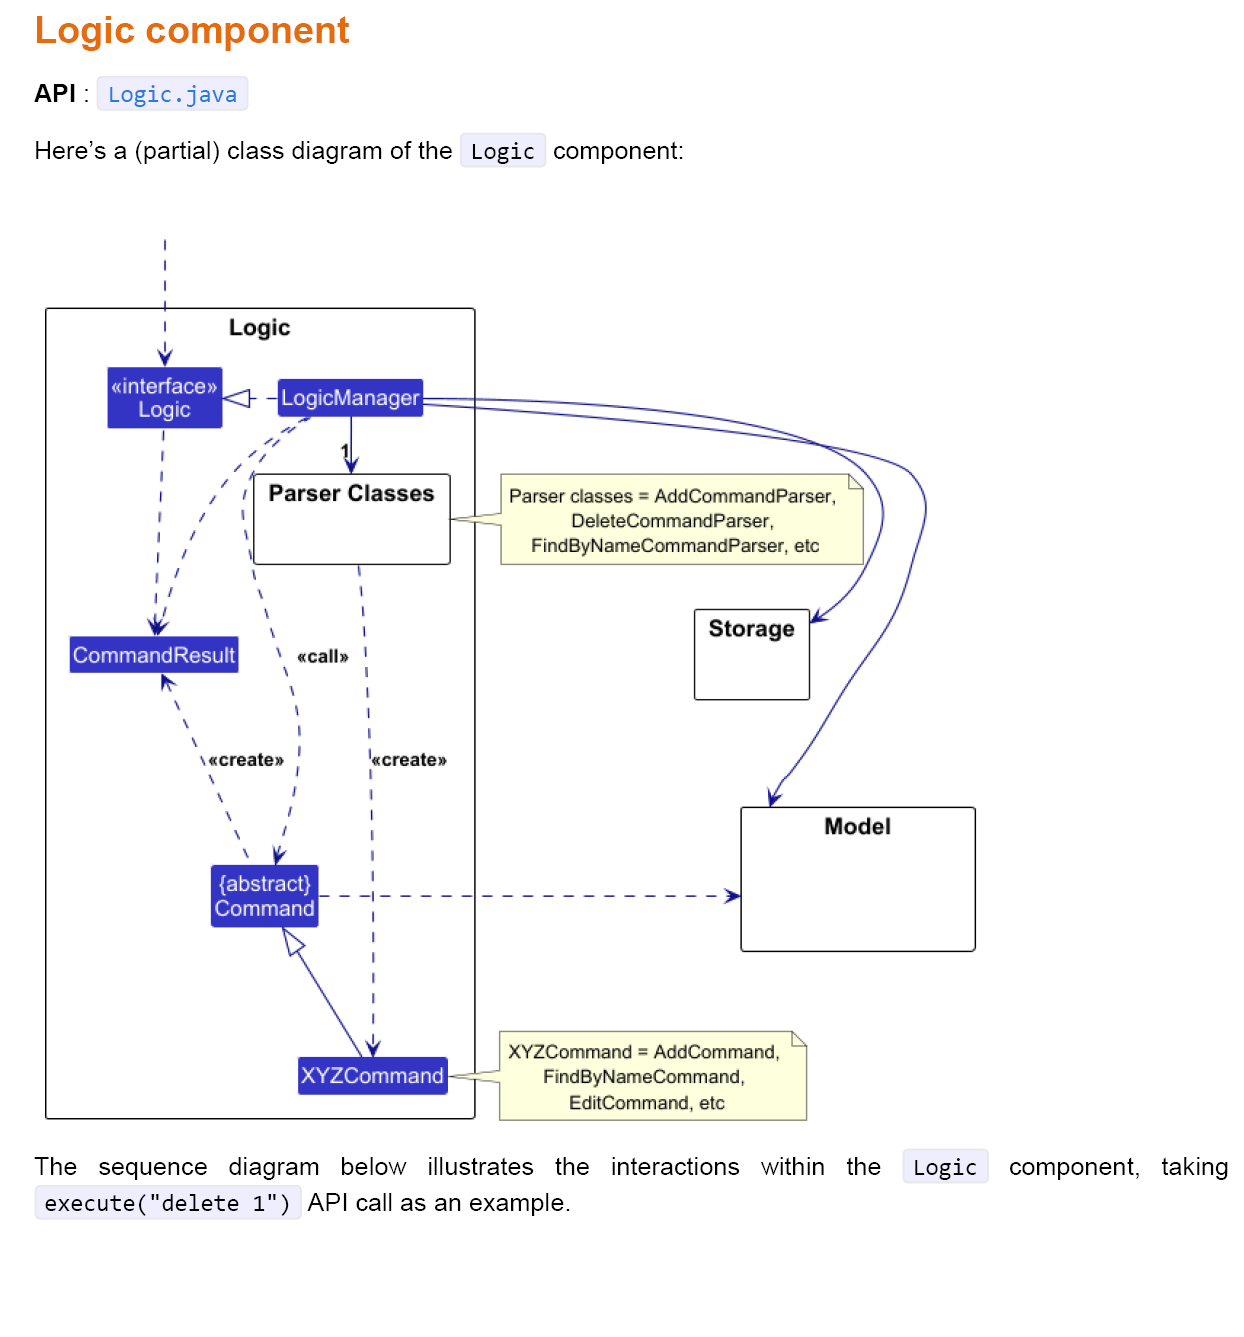 Logic component
API : Logic.java
Here’s a (partial) class diagram of the Logic component:
Logic
«interface»
Logic
LogicManager
1
Parser Classes
Parser classes = AddCommandParser,
DeleteCommandParser,
FindByNameCommandParser, etc
Storage
CommandResult
«call»
«create»
«create»
Model
{abstract}
Command
XYZCommand
XYZCommand = AddCommand,
FindByNameCommand,
EditCommand, etc
The sequence diagram below illustrates the interactions within the Logic component, taking
execute("delete 1") API call as an example.